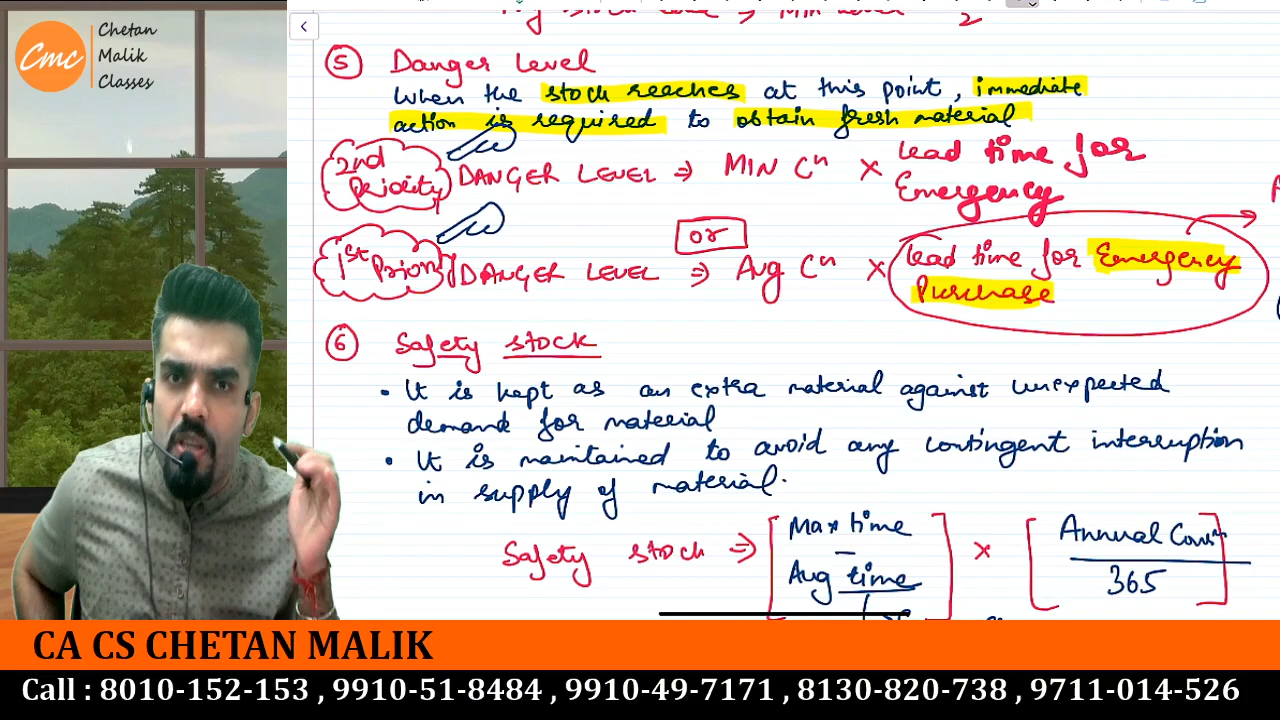 cmc
Chetan
Malik
Classes
5 Danger Level
When the stock reaches at this point, immediate
action is required to obtain fresh material
2nd Priority DANGER LEVEL ⇒ MIN Cⁿ × Lead time for
Emergency
or
1st Priority DANGER LEVEL ⇒ Avg Cⁿ × Lead time for Emergency
Purchase
6 Safety stock
• It is kept as an extra material against unexpected
demand for material
• It is maintained to avoid any contingent interruption
in supply of material.
Safety stock ⇒ [Max time
–
Avg time] × [Annual Consⁿ
365]
CA CS CHETAN MALIK
Call : 8010-152-153 , 9910-51-8484 , 9910-49-7171 , 8130-820-738 , 9711-014-526